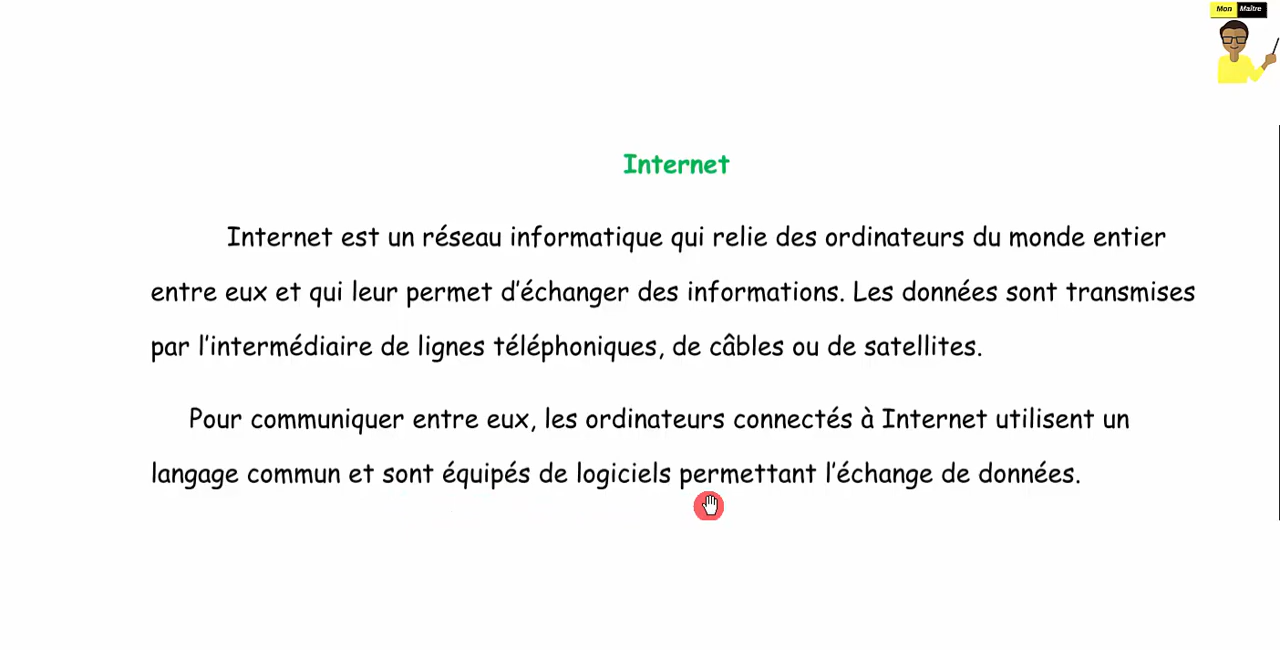 Mon Maître
Internet
Internet est un réseau informatique qui relie des ordinateurs du monde entier
entre eux et qui leur permet d’échanger des informations. Les données sont transmises
par l’intermédiaire de lignes téléphoniques, de câbles ou de satellites.
Pour communiquer entre eux, les ordinateurs connectés à Internet utilisent un
langage commun et sont équipés de logiciels permettant l’échange de données.